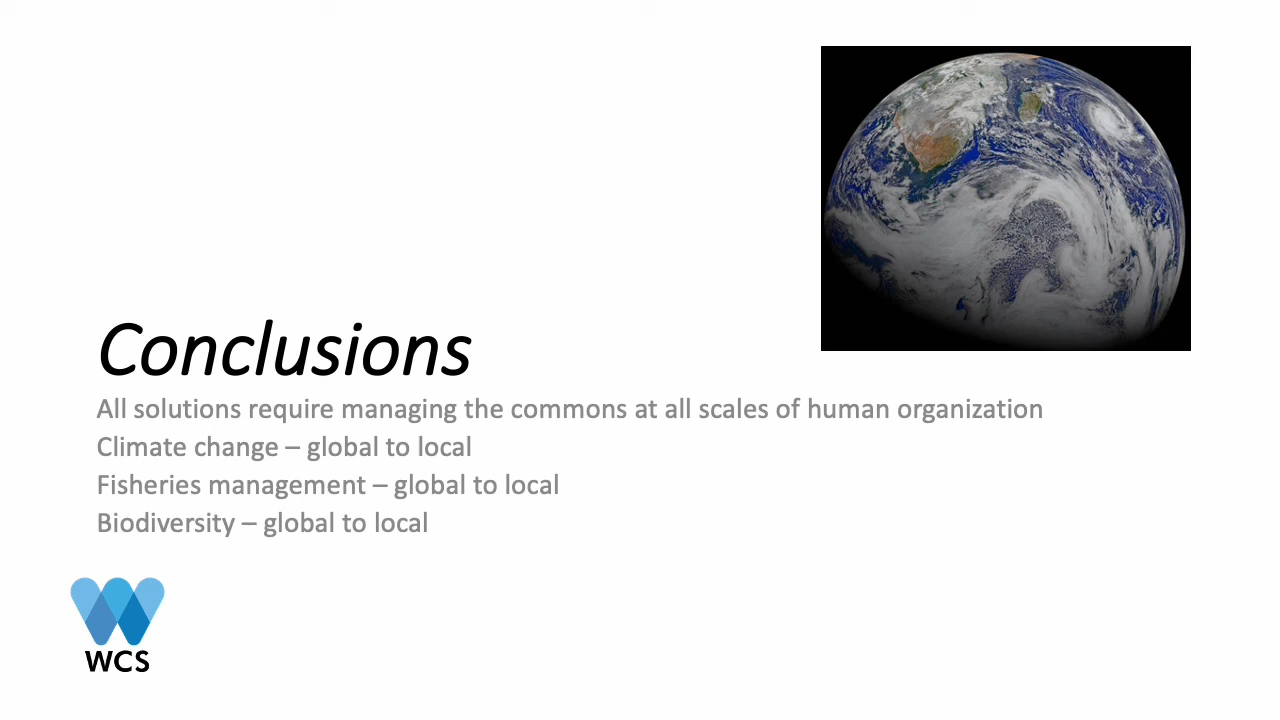 Conclusions
All solutions require managing the commons at all scales of human organization
Climate change – global to local
Fisheries management – global to local
Biodiversity – global to local
WCS